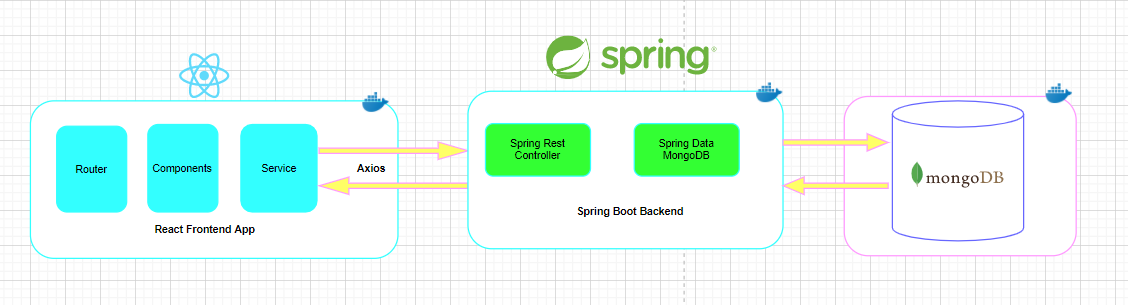 spring®
Router
Components
Service
Axios
React Frontend App
Spring Rest
Controller
Spring Data
MongoDB
Spring Boot Backend
mongoDB